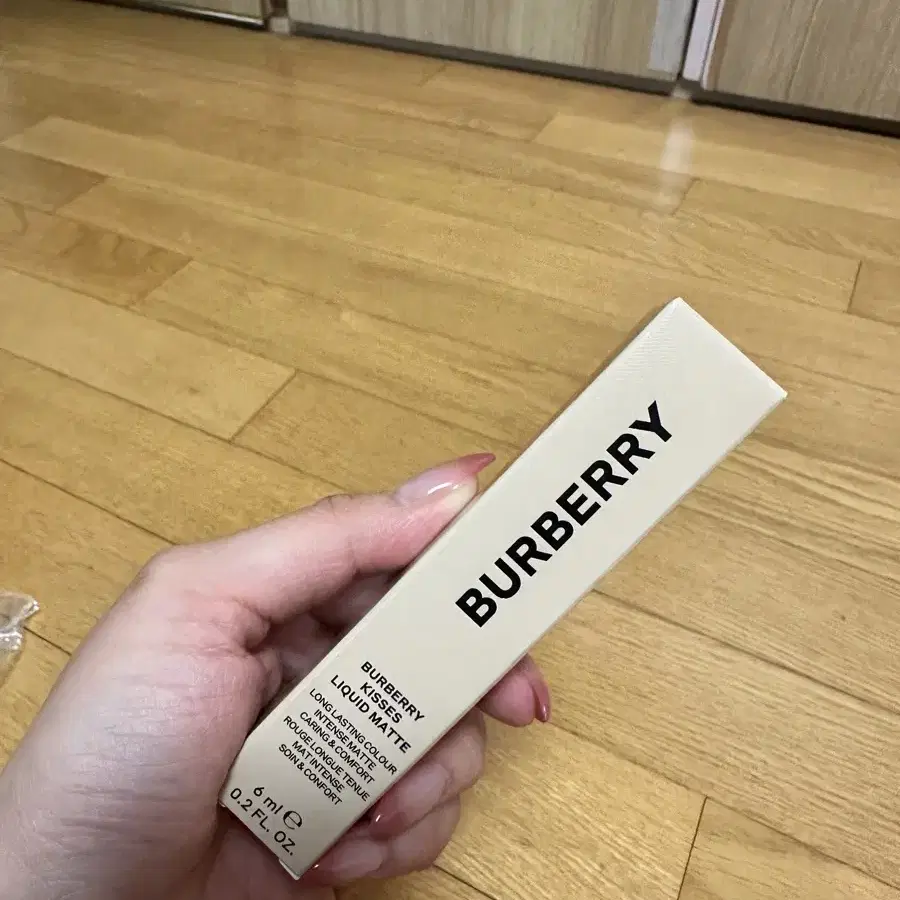 BURBERRY
BURBERRY
KISSES
LIQUID MATTE
LONG LASTING COLOUR
INTENSE MATTE
CARING & COMFORT
ROUGE LONGUE TENUE
MAT INTENSE
SOIN & CONFORT
6 ml ℮
0.2 FL. OZ.